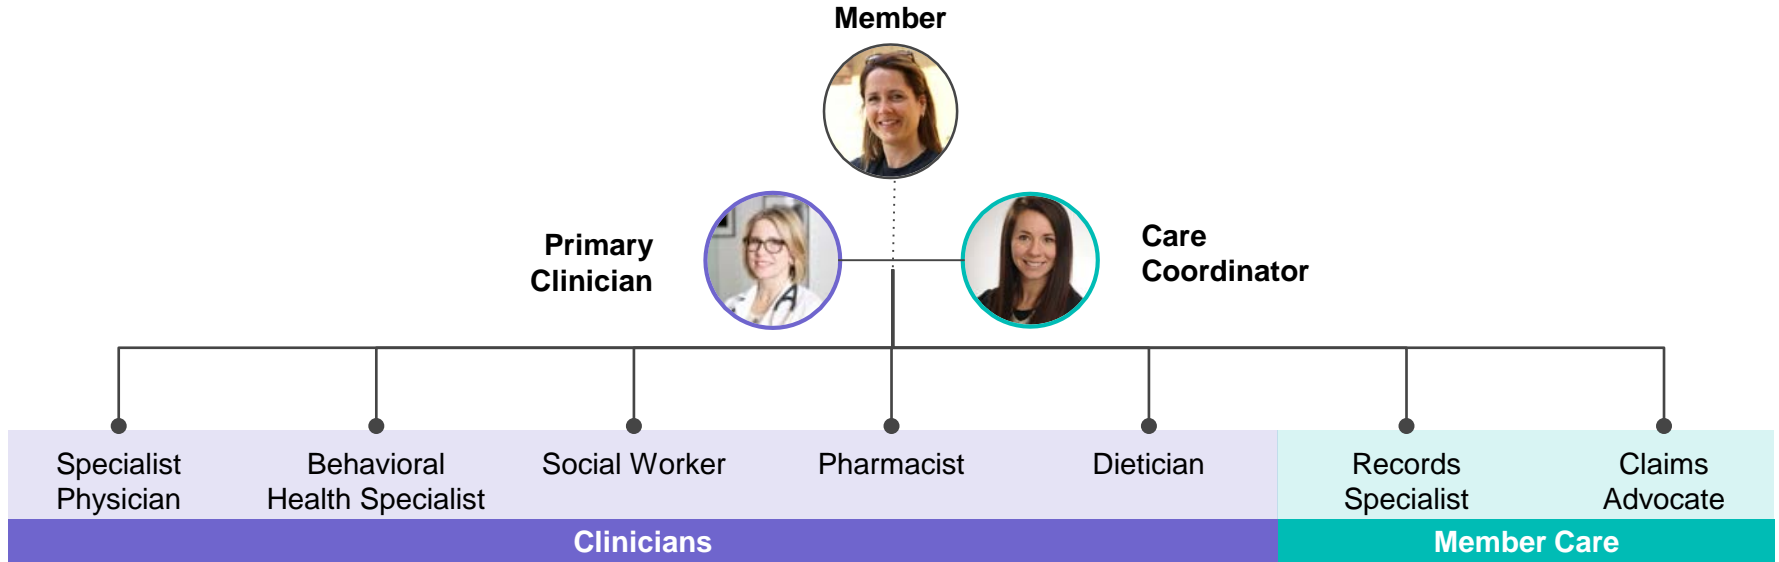 Member
Primary
Clinician
Care
Coordinator
Specialist
Physician
Behavioral
Health Specialist
Social Worker
Pharmacist
Dietician
Records
Specialist
Claims
Advocate
Clinicians
Member Care